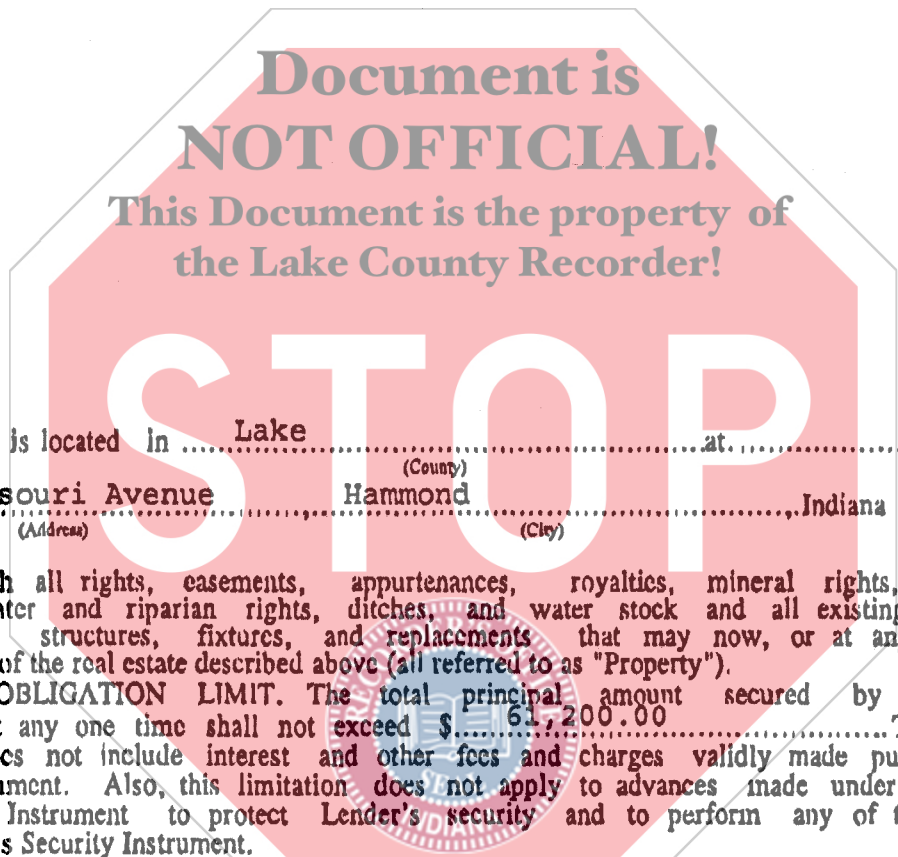 Document is
NOT OFFICIAL!
This Document is the property of
the Lake County Recorder!
STOP
is located in ..... Lake ..... at .....
(County)
souri Avenue ....., Hammond ....., Indiana
(Address) (City)
h all rights, easements, appurtenances, royalties, mineral rights,
ter and riparian rights, ditches, and water stock and all existing
structures, fixtures, and replacements that may now, or at an
of the real estate described above (all referred to as "Property").
OBLIGATION LIMIT. The total principal amount secured by
any one time shall not exceed $ 61,200.00 .....
es not include interest and other fees and charges validly made pu
ment. Also, this limitation does not apply to advances made under
Instrument to protect Lender's security and to perform any of t
s Security Instrument.
SEAL
INDIANA